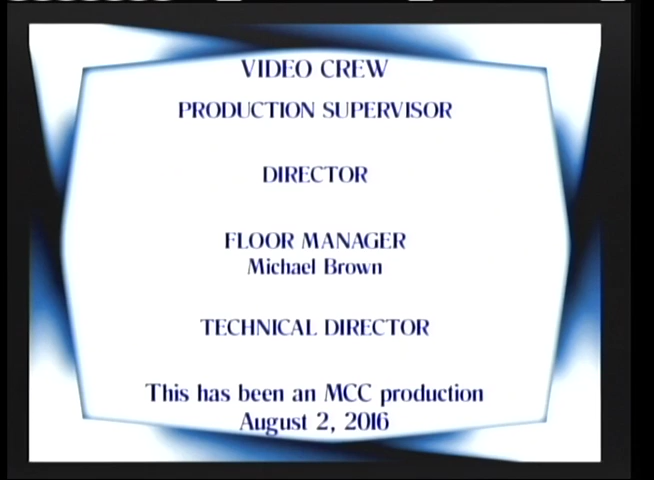 VIDEO CREW
PRODUCTION SUPERVISOR
DIRECTOR
FLOOR MANAGER
Michael Brown
TECHNICAL DIRECTOR
This has been an MCC production
August 2, 2016